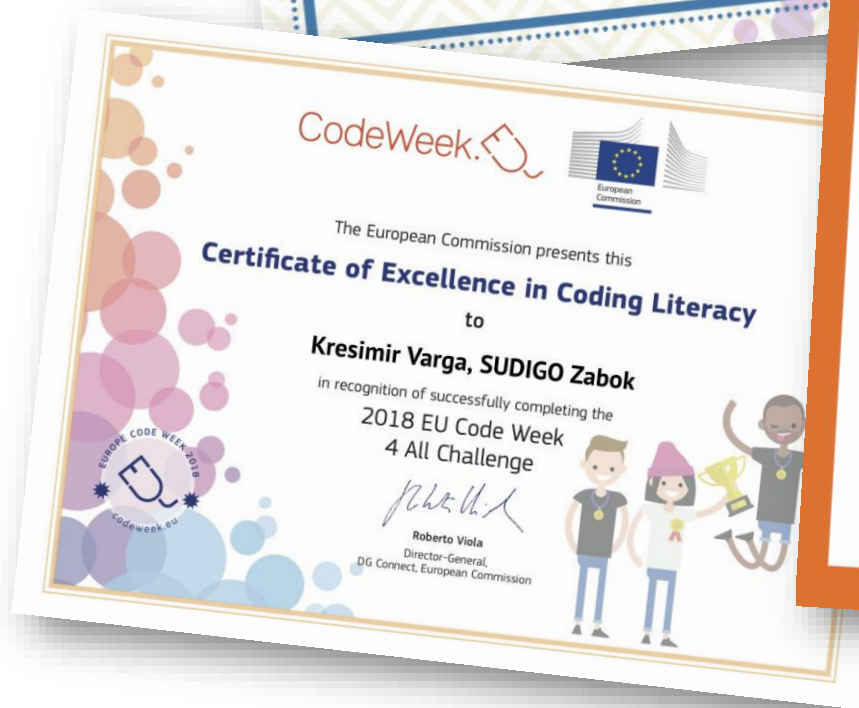 CodeWeek.EU
European
Commission
The European Commission presents this
Certificate of Excellence in Coding Literacy
to
Kresimir Varga, SUDIGO Zabok
in recognition of successfully completing the
2018 EU Code Week
4 All Challenge
Roberto Viola
Director-General,
DG Connect, European Commission
EUROPE CODE WEEK 2018
codeweek.eu